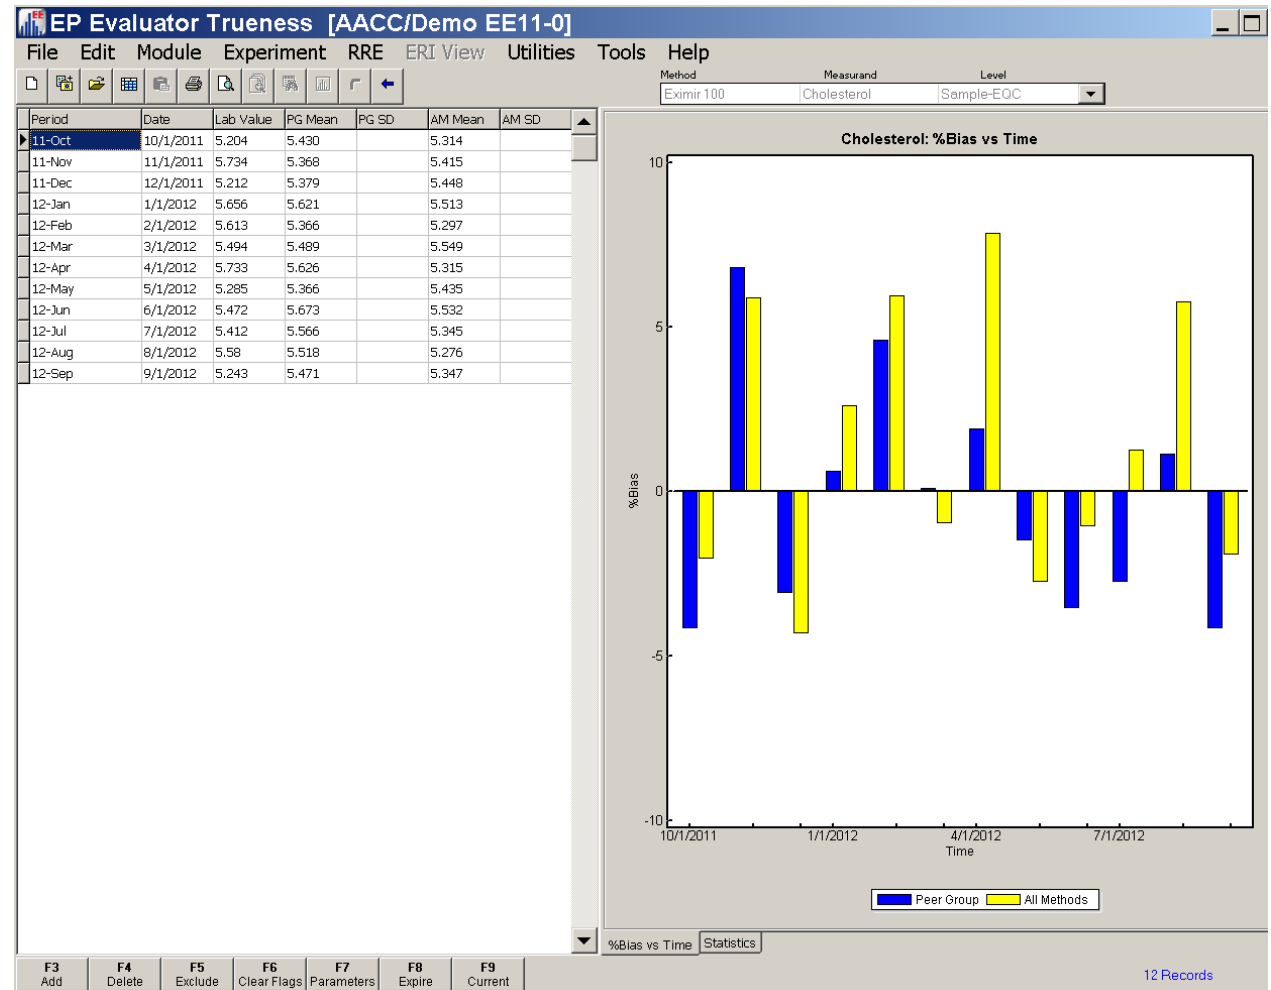 EP Evaluator Trueness [AACC/Demo EE11-0]
File Edit Module Experiment RRE ERI View Utilities Tools Help
Method Measurand Level
Eximir 100 Cholesterol Sample-EQC
Period Date Lab Value PG Mean PG SD AM Mean AM SD
11-Oct 10/1/2011 5.204 5.430 5.314
11-Nov 11/1/2011 5.734 5.368 5.415
11-Dec 12/1/2011 5.212 5.379 5.448
12-Jan 1/1/2012 5.656 5.621 5.513
12-Feb 2/1/2012 5.613 5.366 5.297
12-Mar 3/1/2012 5.494 5.489 5.549
12-Apr 4/1/2012 5.733 5.626 5.315
12-May 5/1/2012 5.285 5.366 5.435
12-Jun 6/1/2012 5.472 5.673 5.532
12-Jul 7/1/2012 5.412 5.566 5.345
12-Aug 8/1/2012 5.58 5.518 5.276
12-Sep 9/1/2012 5.243 5.471 5.347
Cholesterol: %Bias vs Time
10
5
0
-5
-10
%Bias
10/1/2011 1/1/2012 4/1/2012 7/1/2012
Time
Peer Group All Methods
%Bias vs Time Statistics
F3 F4 F5 F6 F7 F8 F9
Add Delete Exclude Clear Flags Parameters Expire Current
12 Records